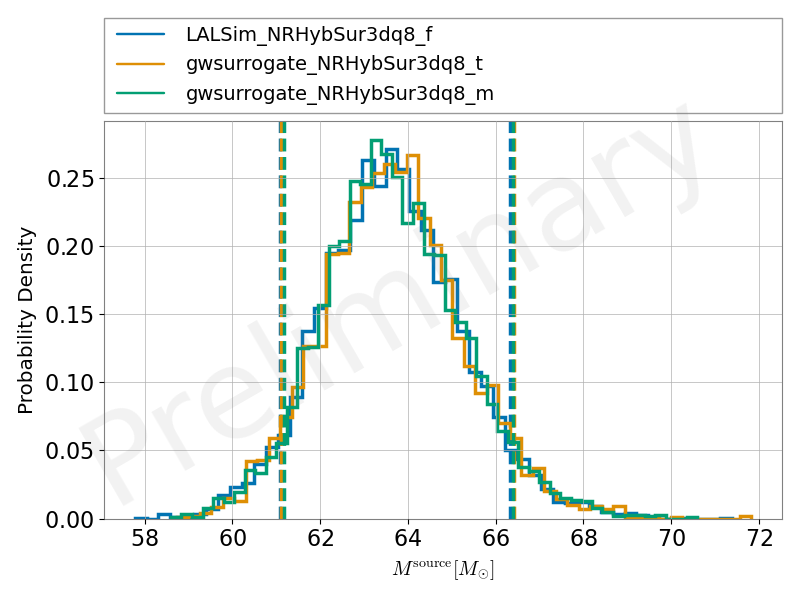 LALSim_NRHybSur3dq8_f
gwsurrogate_NRHybSur3dq8_t
gwsurrogate_NRHybSur3dq8_m
Preliminary
Probability Density
0.25
0.20
0.15
0.10
0.05
0.00
58 60 62 64 66 68 70 72
M^source [M_⊙]